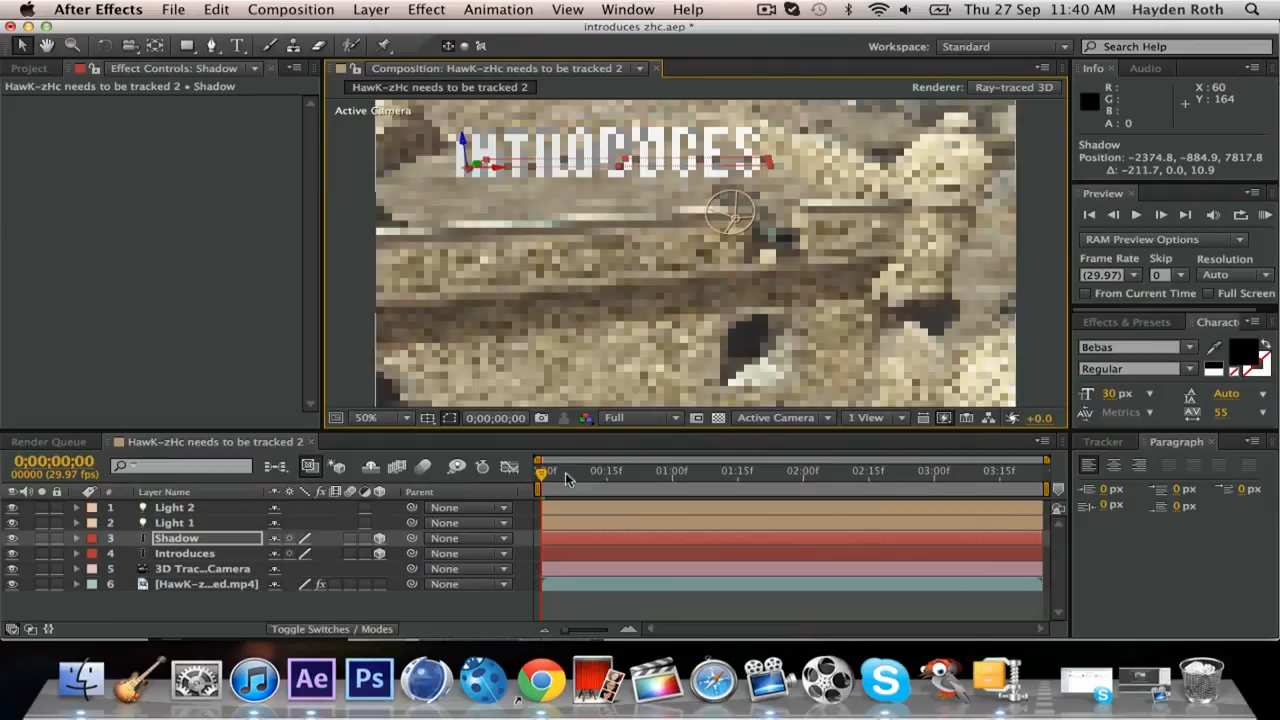 After Effects File Edit Composition Layer Effect Animation View Window Help Thu 27 Sep 11:40 AM Hayden Roth
introduces zhc.aep *
Workspace: Standard Search Help
Project Effect Controls: Shadow Composition: HawK-zHc needs to be tracked 2 Info Audio
HawK-zHc needs to be tracked 2 • Shadow HawK-zHc needs to be tracked 2 Renderer: Ray-traced 3D
Active Camera
INTRODUCES
R :
G :
B :
A : 0
X : 60
Y : 164
Shadow
Position: -2374.8, -884.9, 7817.8
Δ: -211.7, 0.0, 10.9
Preview
RAM Preview Options
Frame Rate Skip Resolution
(29.97) 0 Auto
From Current Time Full Screen
Effects & Presets Charact
Bebas
Regular
T 30 px Auto
Metrics AV 55
50% 0;00;00;00 Full Active Camera 1 View +0.0
Render Queue HawK-zHc needs to be tracked 2 Tracker Paragraph
0;00;00;00
00000 (29.97 fps)
00:15f 01:00f 01:15f 02:00f 02:15f 03:00f 03:15f
# Layer Name fx Parent
1 Light 2 None
2 Light 1 None
3 T Shadow None
4 T Introduces None
5 3D Trac...Camera None
6 [HawK-z...ed.mp4] fx None
0 px 0 px 0 px
0 px 0 px
Toggle Switches / Modes
Ae Ps